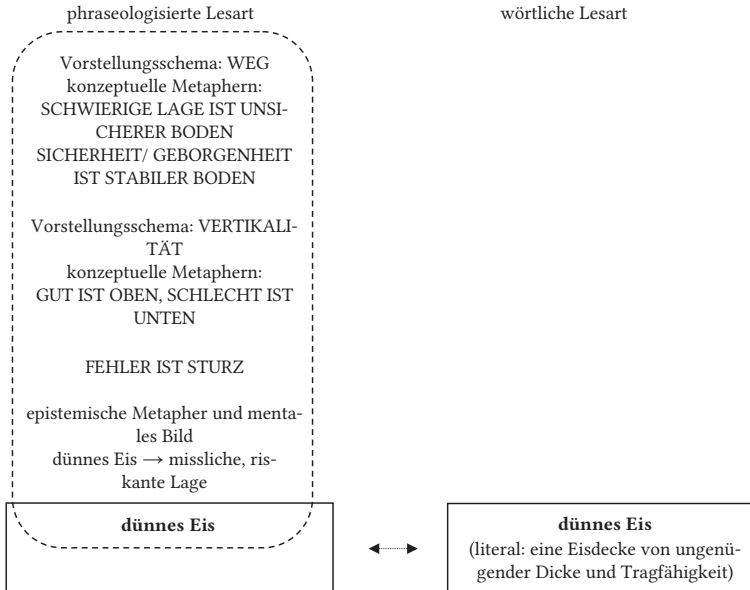 phraseologisierte Lesart
wörtliche Lesart
Vorstellungsschema: WEG
konzeptuelle Metaphern:
SCHWIERIGE LAGE IST UNSI-
CHERER BODEN
SICHERHEIT/ GEBORGENHEIT
IST STABILER BODEN
Vorstellungsschema: VERTIKALI-
TÄT
konzeptuelle Metaphern:
GUT IST OBEN, SCHLECHT IST
UNTEN
FEHLER IST STURZ
epistemische Metapher und menta-
les Bild
dünnes Eis → missliche, ris-
kante Lage
dünnes Eis
dünnes Eis
(literal: eine Eisdecke von ungenü-
gender Dicke und Tragfähigkeit)